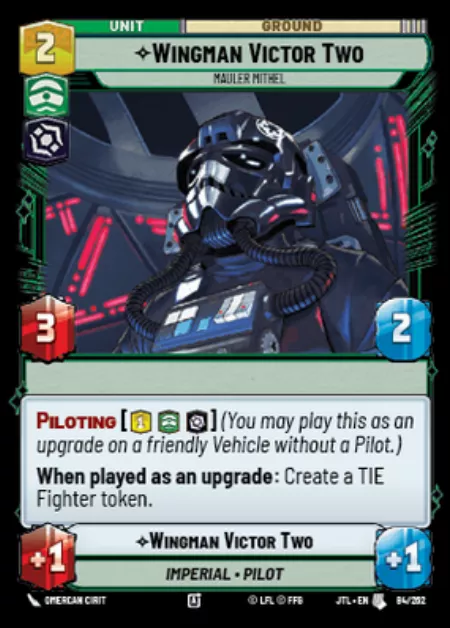 UNIT GROUND
2
WINGMAN VICTOR TWO
MAULER MITHEL
3 2
PILOTING [1] (You may play this as an
upgrade on a friendly Vehicle without a Pilot.)
When played as an upgrade: Create a TIE
Fighter token.
+1 WINGMAN VICTOR TWO +1
IMPERIAL • PILOT
OMERCAN CIRIT A © LFL © FFG JTL • EN 84/262